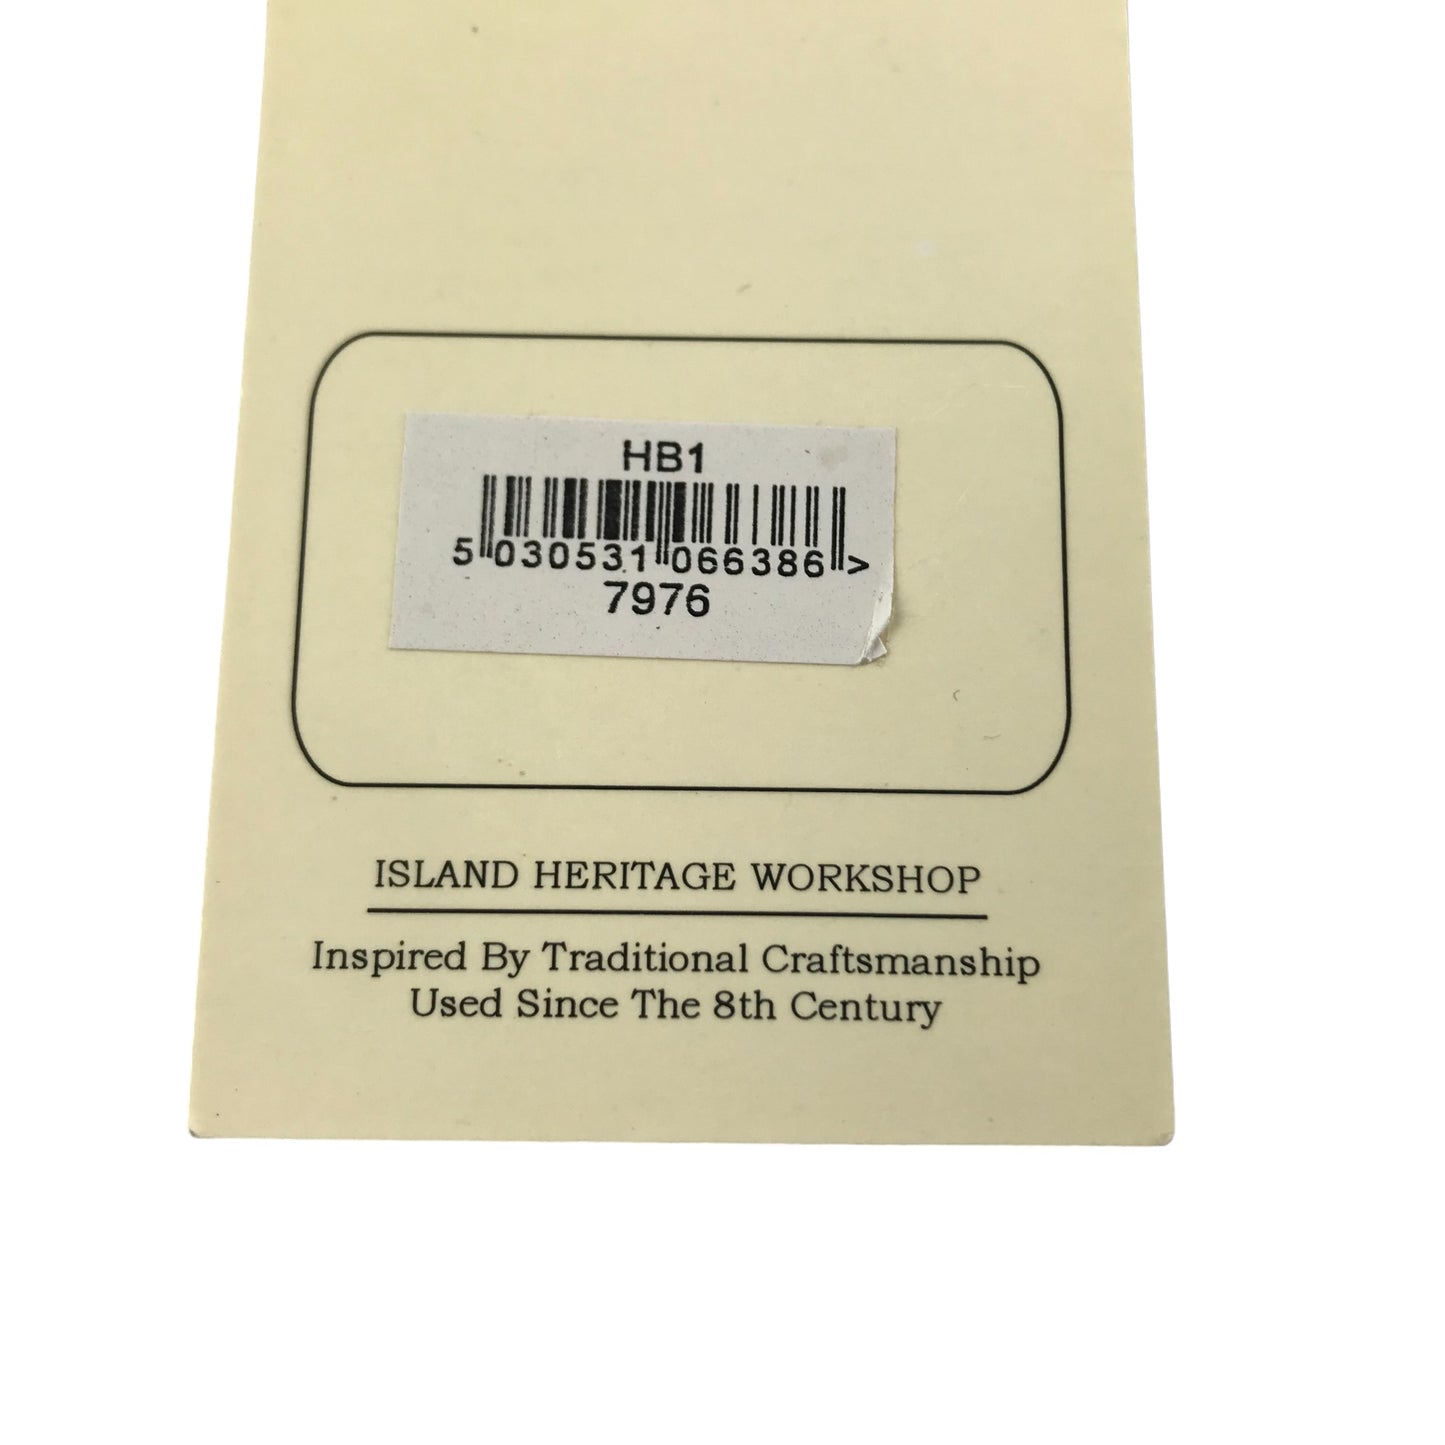 HB1
5 030531 066386 >
7976
ISLAND HERITAGE WORKSHOP
Inspired By Traditional Craftsmanship
Used Since The 8th Century